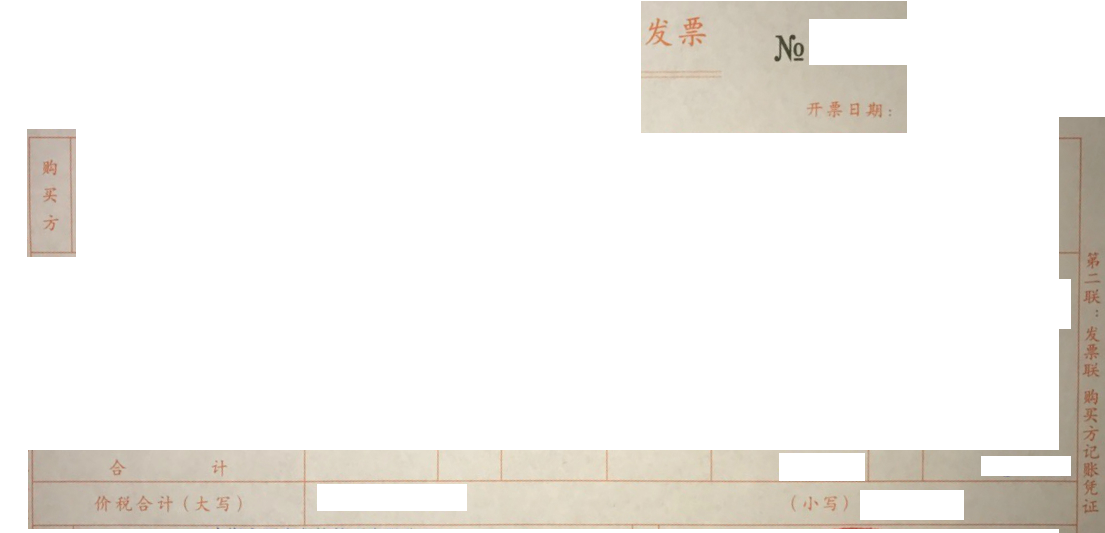 发票
№
开票日期:
购买方
第二联:发票联 购买方记账凭证
合 计
价税合计(大写) (小写)